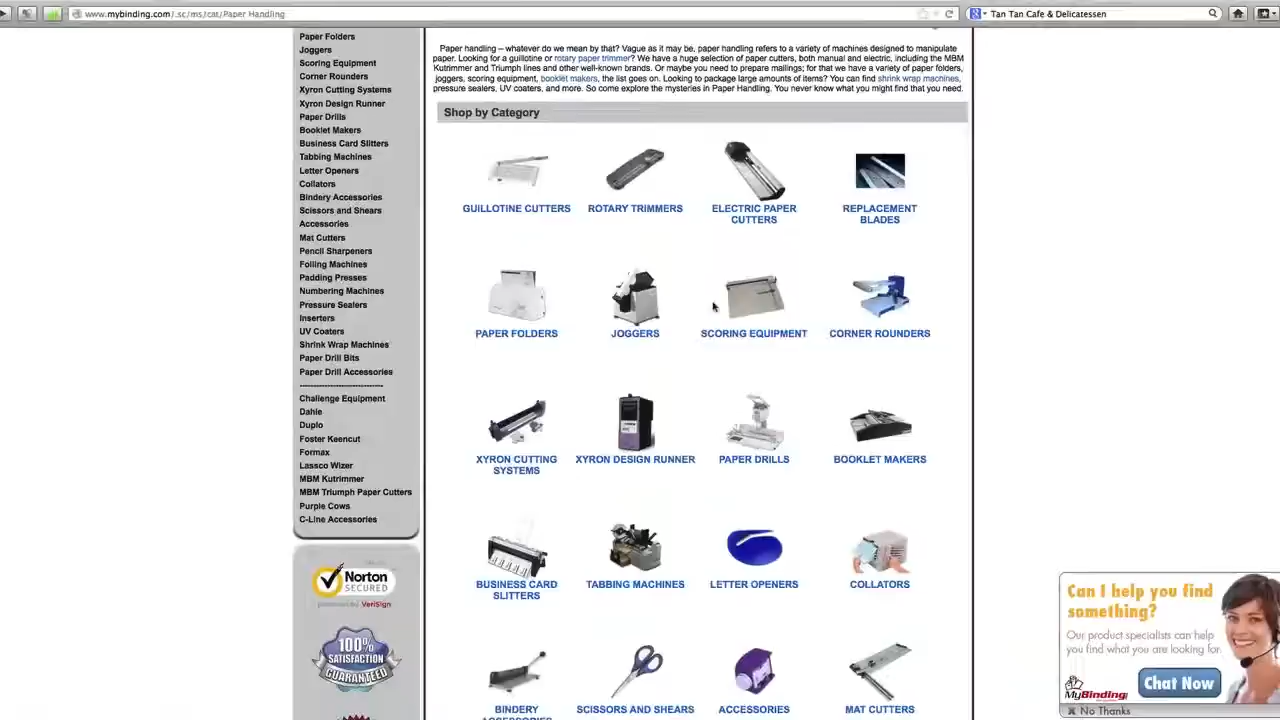 www.mybinding.com/.sc/ms/cat/Paper Handling
Tan Tan Cafe & Delicatessen
Paper Folders
Joggers
Scoring Equipment
Corner Rounders
Xyron Cutting Systems
Xyron Design Runner
Paper Drills
Booklet Makers
Business Card Slitters
Tabbing Machines
Letter Openers
Collators
Bindery Accessories
Scissors and Shears
Accessories
Mat Cutters
Pencil Sharpeners
Foiling Machines
Padding Presses
Numbering Machines
Pressure Sealers
Inserters
UV Coaters
Shrink Wrap Machines
Paper Drill Bits
Paper Drill Accessories
-------------------------------
Challenge Equipment
Dahle
Duplo
Foster Keencut
Formax
Lassco Wizer
MBM Kutrimmer
MBM Triumph Paper Cutters
Purple Cows
C-Line Accessories
Norton
SECURED
powered by VeriSign
100%
SATISFACTION
GUARANTEED
Paper handling – whatever do we mean by that? Vague as it may be, paper handling refers to a variety of machines designed to manipulate
paper. Looking for a guillotine or rotary paper trimmer? We have a huge selection of paper cutters, both manual and electric, including the MBM
Kutrimmer and Triumph lines and other well-known brands. Or maybe you need to prepare mailings; for that we have a variety of paper folders,
joggers, scoring equipment, booklet makers, the list goes on. Looking to package large amounts of items? You can find shrink wrap machines,
pressure sealers, UV coaters, and more. So come explore the mysteries in Paper Handling. You never know what you might find that you need.
Shop by Category
GUILLOTINE CUTTERS
ROTARY TRIMMERS
ELECTRIC PAPER
CUTTERS
REPLACEMENT
BLADES
PAPER FOLDERS
JOGGERS
SCORING EQUIPMENT
CORNER ROUNDERS
XYRON CUTTING
SYSTEMS
XYRON DESIGN RUNNER
PAPER DRILLS
BOOKLET MAKERS
BUSINESS CARD
SLITTERS
TABBING MACHINES
LETTER OPENERS
COLLATORS
BINDERY
ACCESSORIES
SCISSORS AND SHEARS
ACCESSORIES
MAT CUTTERS
Can I help you find
something?
Our product specialists can help
you find what you are looking for.
MyBinding
Chat Now
No Thanks